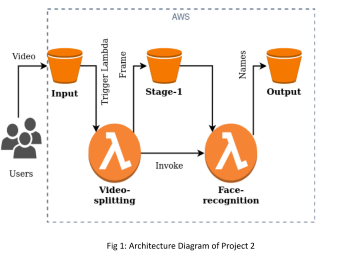 AWS
Video
Trigger Lambda
Frame
Names
Input
Stage-1
Output
Users
Invoke
Video-
splitting
Face-
recognition
Fig 1: Architecture Diagram of Project 2